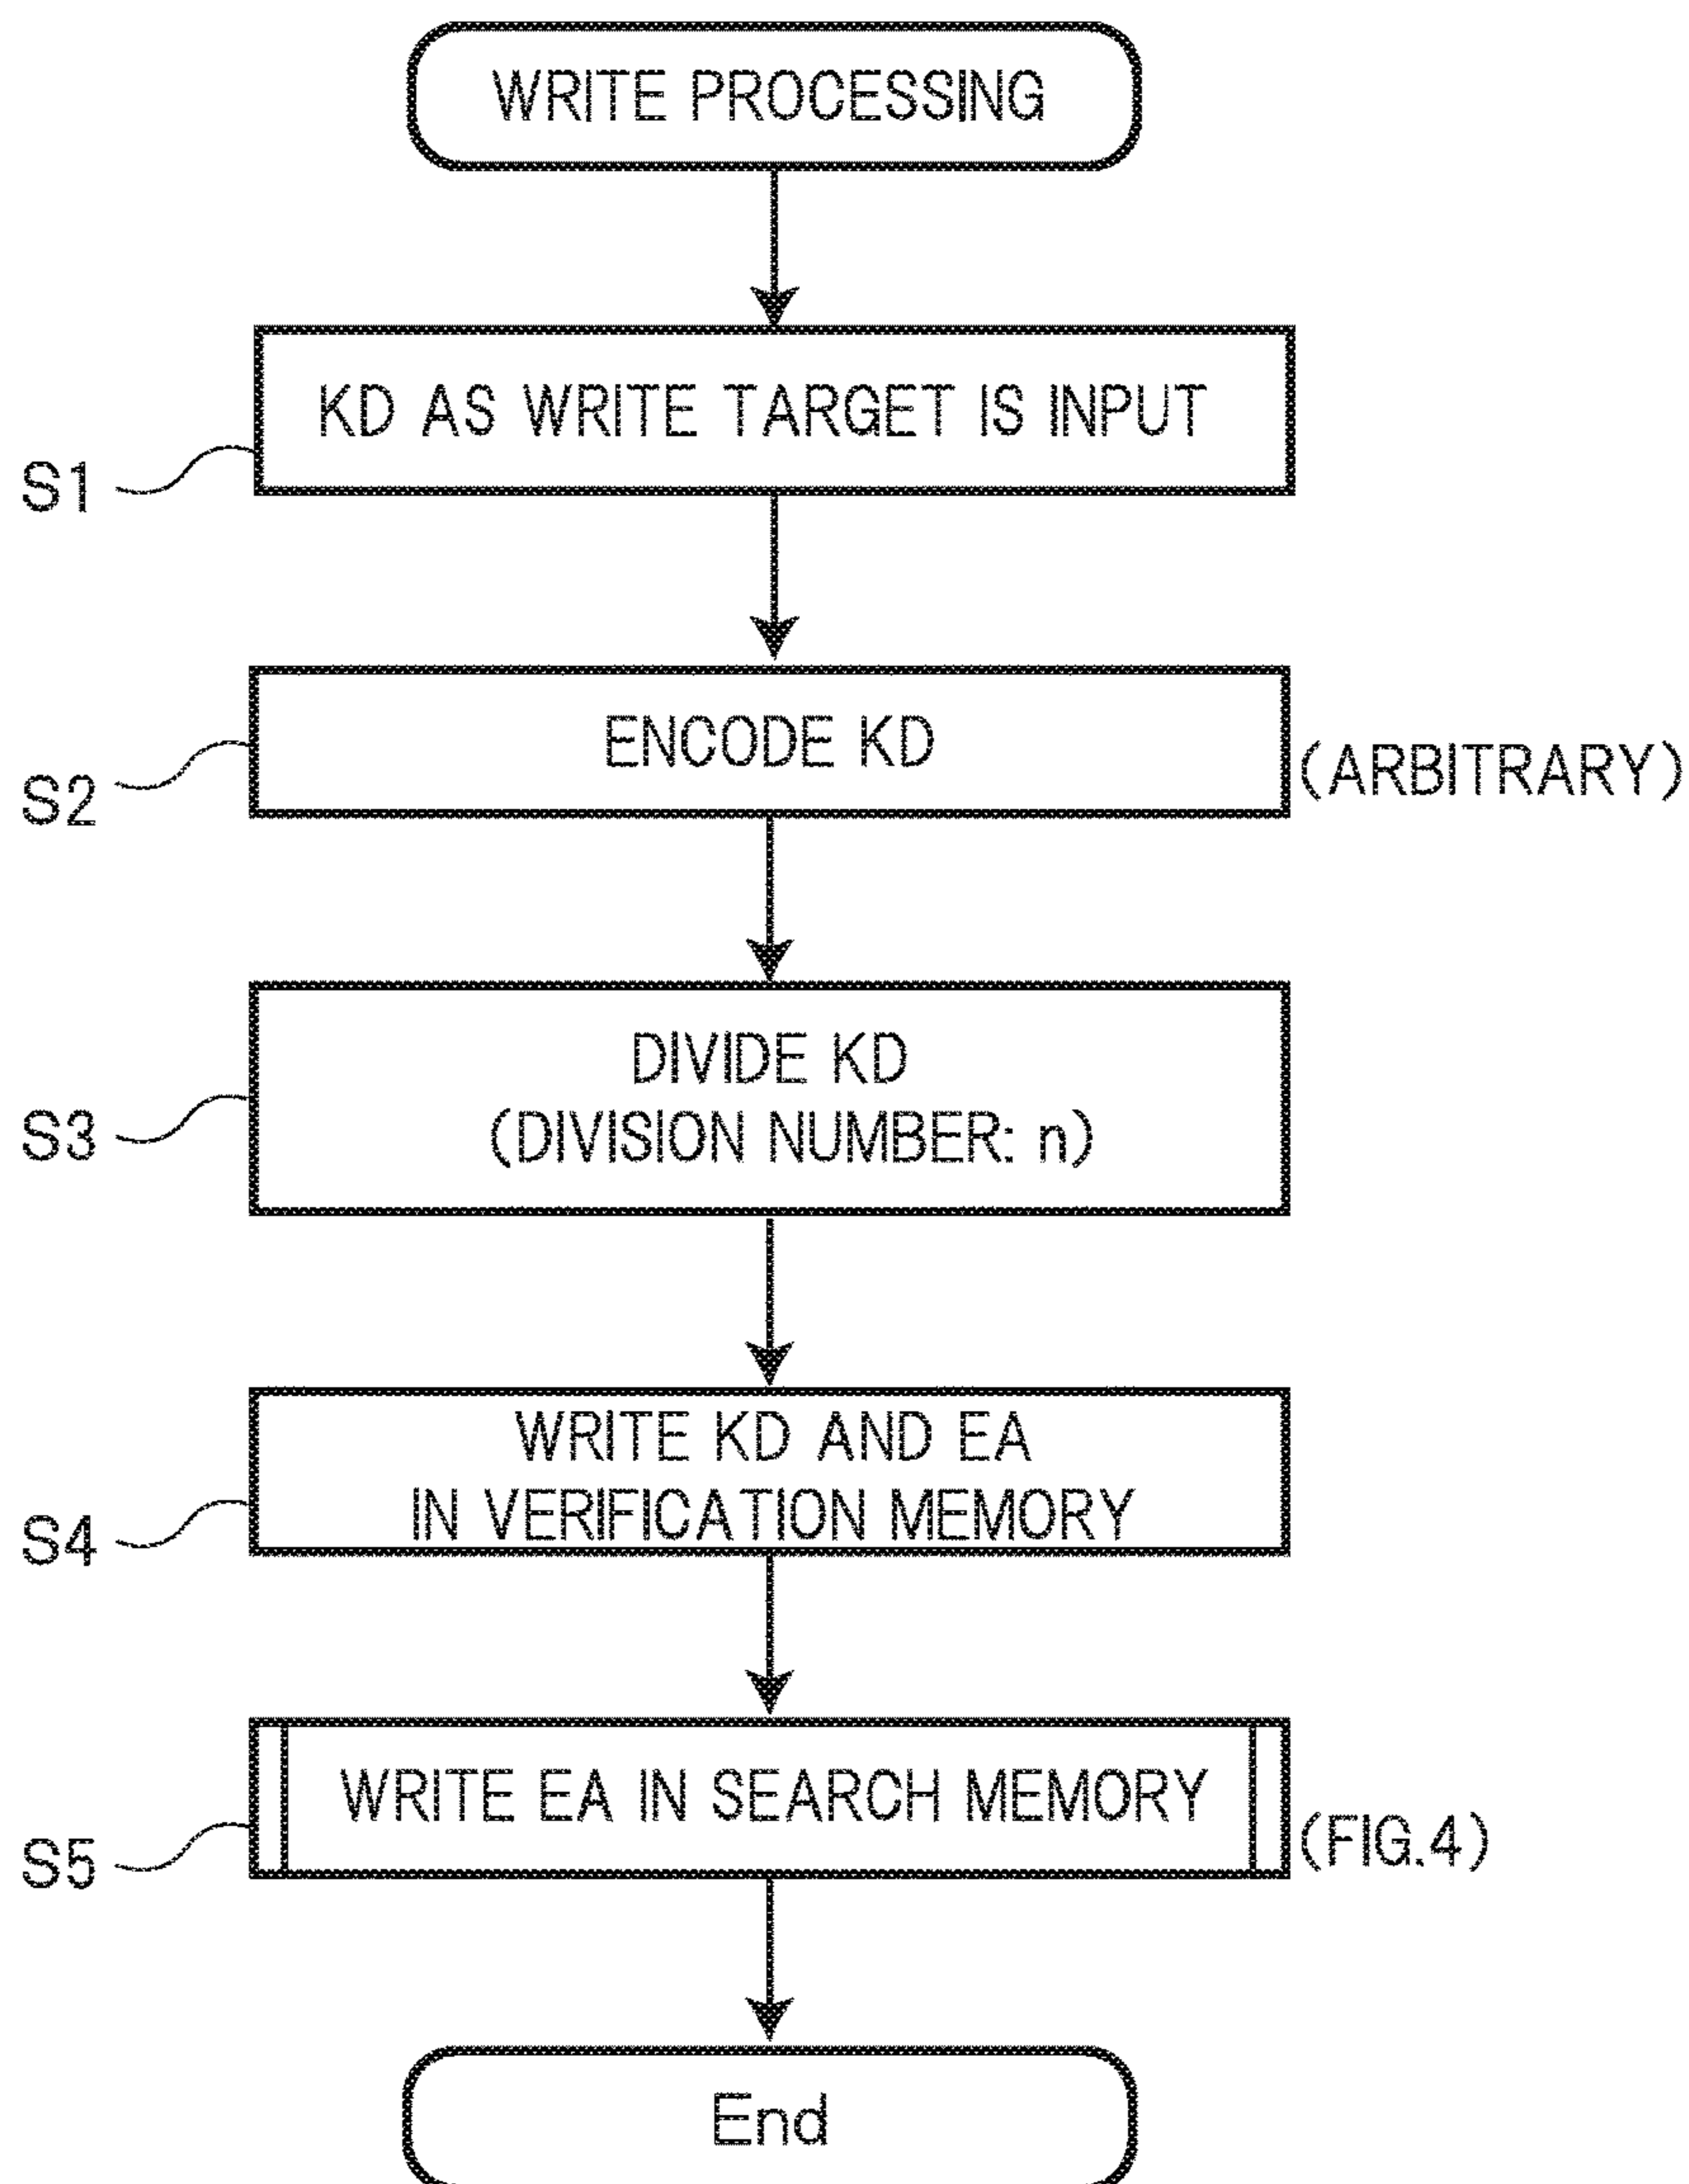 WRITE PROCESSING
KD AS WRITE TARGET IS INPUT
S1
ENCODE KD
S2
(ARBITRARY)
DIVIDE KD
(DIVISION NUMBER: n)
S3
WRITE KD AND EA
IN VERIFICATION MEMORY
S4
WRITE EA IN SEARCH MEMORY
S5
(FIG.4)
End